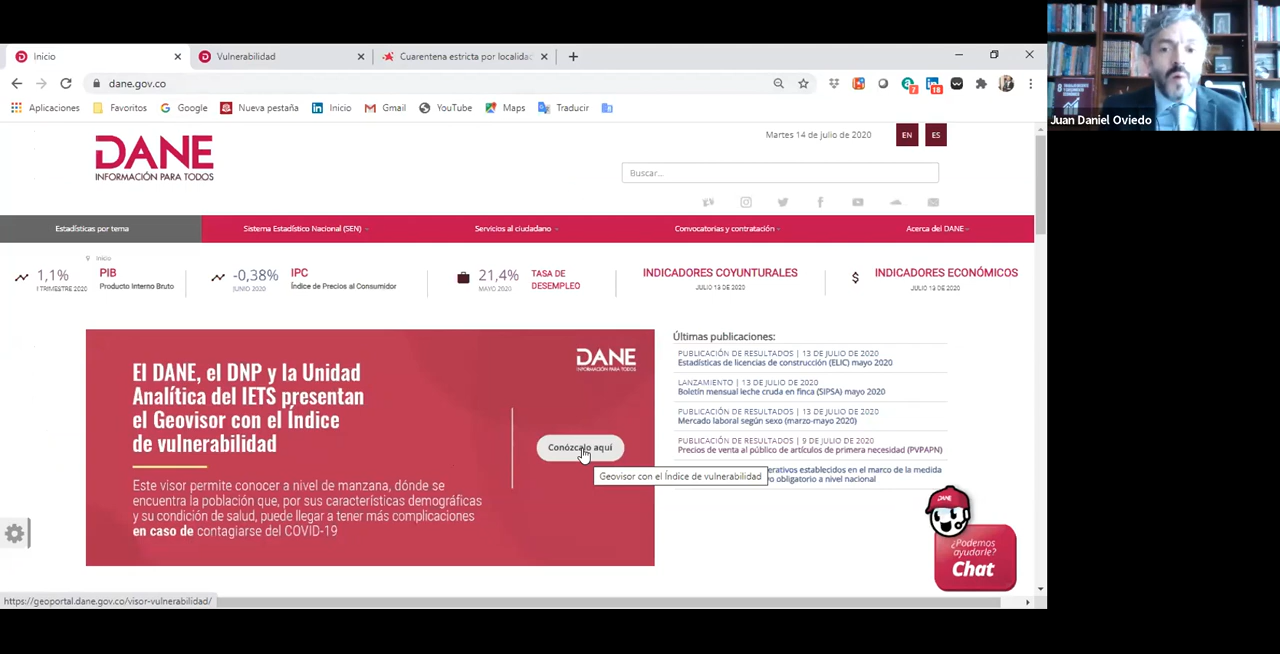 Inicio
Vulnerabilidad
Cuarentena estricta por localida
dane.gov.co
7
18
Aplicaciones
Favoritos
Google
Nueva pestaña
Inicio
Gmail
YouTube
Maps
Traducir
Juan Daniel Oviedo
DANE
INFORMACIÓN PARA TODOS
Martes 14 de julio de 2020
EN
ES
Buscar...
Estadísticas por tema
Sistema Estadístico Nacional (SEN)
Servicios al ciudadano
Convocatorias y contratación
Acerca del DANE
Inicio
1,1%
I TRIMESTRE 2020
PIB
Producto Interno Bruto
-0,38%
JUNIO 2020
IPC
Índice de Precios al Consumidor
21,4%
MAYO 2020
TASA DE
DESEMPLEO
INDICADORES COYUNTURALES
JULIO 13 DE 2020
$
INDICADORES ECONÓMICOS
JULIO 13 DE 2020
El DANE, el DNP y la Unidad
Analítica del IETS presentan
el Geovisor con el Índice
de vulnerabilidad
Este visor permite conocer a nivel de manzana, dónde se
encuentra la población que, por sus características demográficas
y su condición de salud, puede llegar a tener más complicaciones
en caso de contagiarse del COVID-19
DANE
INFORMACIÓN PARA TODOS
Conózcalo aquí
Geovisor con el Índice de vulnerabilidad
Últimas publicaciones:
PUBLICACIÓN DE RESULTADOS | 13 DE JULIO DE 2020
Estadísticas de licencias de construcción (ELIC) mayo 2020
LANZAMIENTO | 13 DE JULIO DE 2020
Boletín mensual leche cruda en finca (SIPSA) mayo 2020
PUBLICACIÓN DE RESULTADOS | 13 DE JULIO DE 2020
Mercado laboral según sexo (marzo-mayo 2020)
PUBLICACIÓN DE RESULTADOS | 9 DE JULIO DE 2020
Precios de venta al público de artículos de primera necesidad (PVPAPN)
erativos establecidos en el marco de la medida
o obligatorio a nivel nacional
DANE
¿Podemos
ayudarle?
Chat
https://geoportal.dane.gov.co/visor-vulnerabilidad/